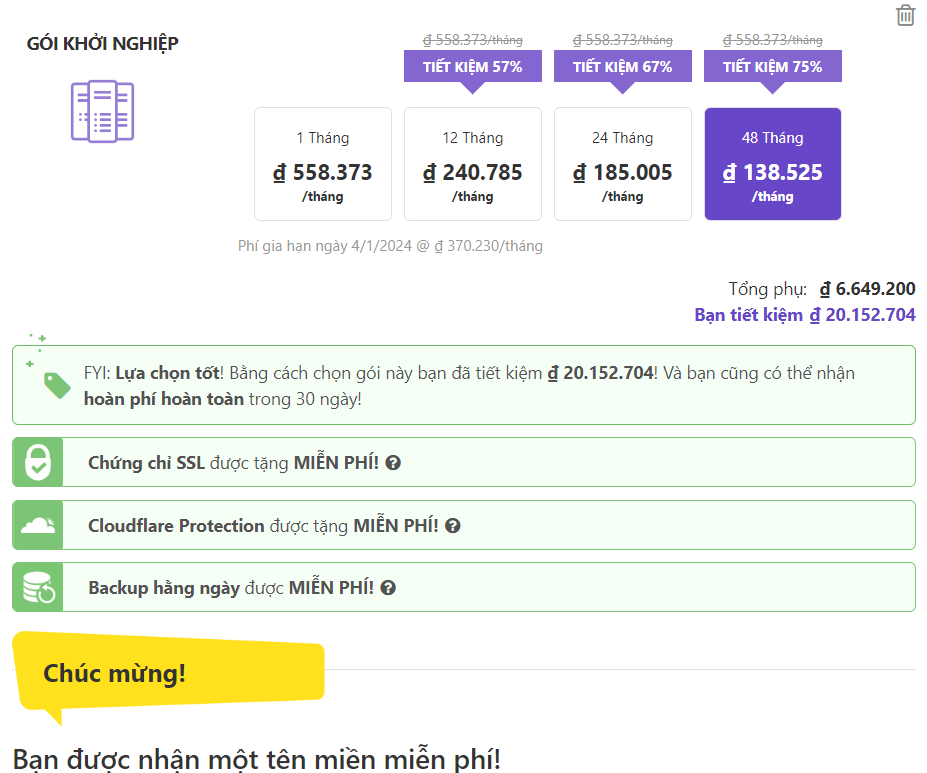 GÓI KHỞI NGHIỆP
₫ 558.373/tháng
₫ 558.373/tháng
₫ 558.373/tháng
TIẾT KIỆM 57%
TIẾT KIỆM 67%
TIẾT KIỆM 75%
1 Tháng
₫ 558.373
/tháng
12 Tháng
₫ 240.785
/tháng
24 Tháng
₫ 185.005
/tháng
48 Tháng
₫ 138.525
/tháng
Phí gia hạn ngày 4/1/2024 @ ₫ 370.230/tháng
Tổng phụ: ₫ 6.649.200
Bạn tiết kiệm ₫ 20.152.704
FYI: Lựa chọn tốt! Bằng cách chọn gói này bạn đã tiết kiệm ₫ 20.152.704! Và bạn cũng có thể nhận
hoàn phí hoàn toàn trong 30 ngày!
Chứng chỉ SSL được tặng MIỄN PHÍ! ?
Cloudflare Protection được tặng MIỄN PHÍ! ?
Backup hằng ngày được MIỄN PHÍ! ?
Chúc mừng!
Bạn được nhận một tên miền miễn phí!